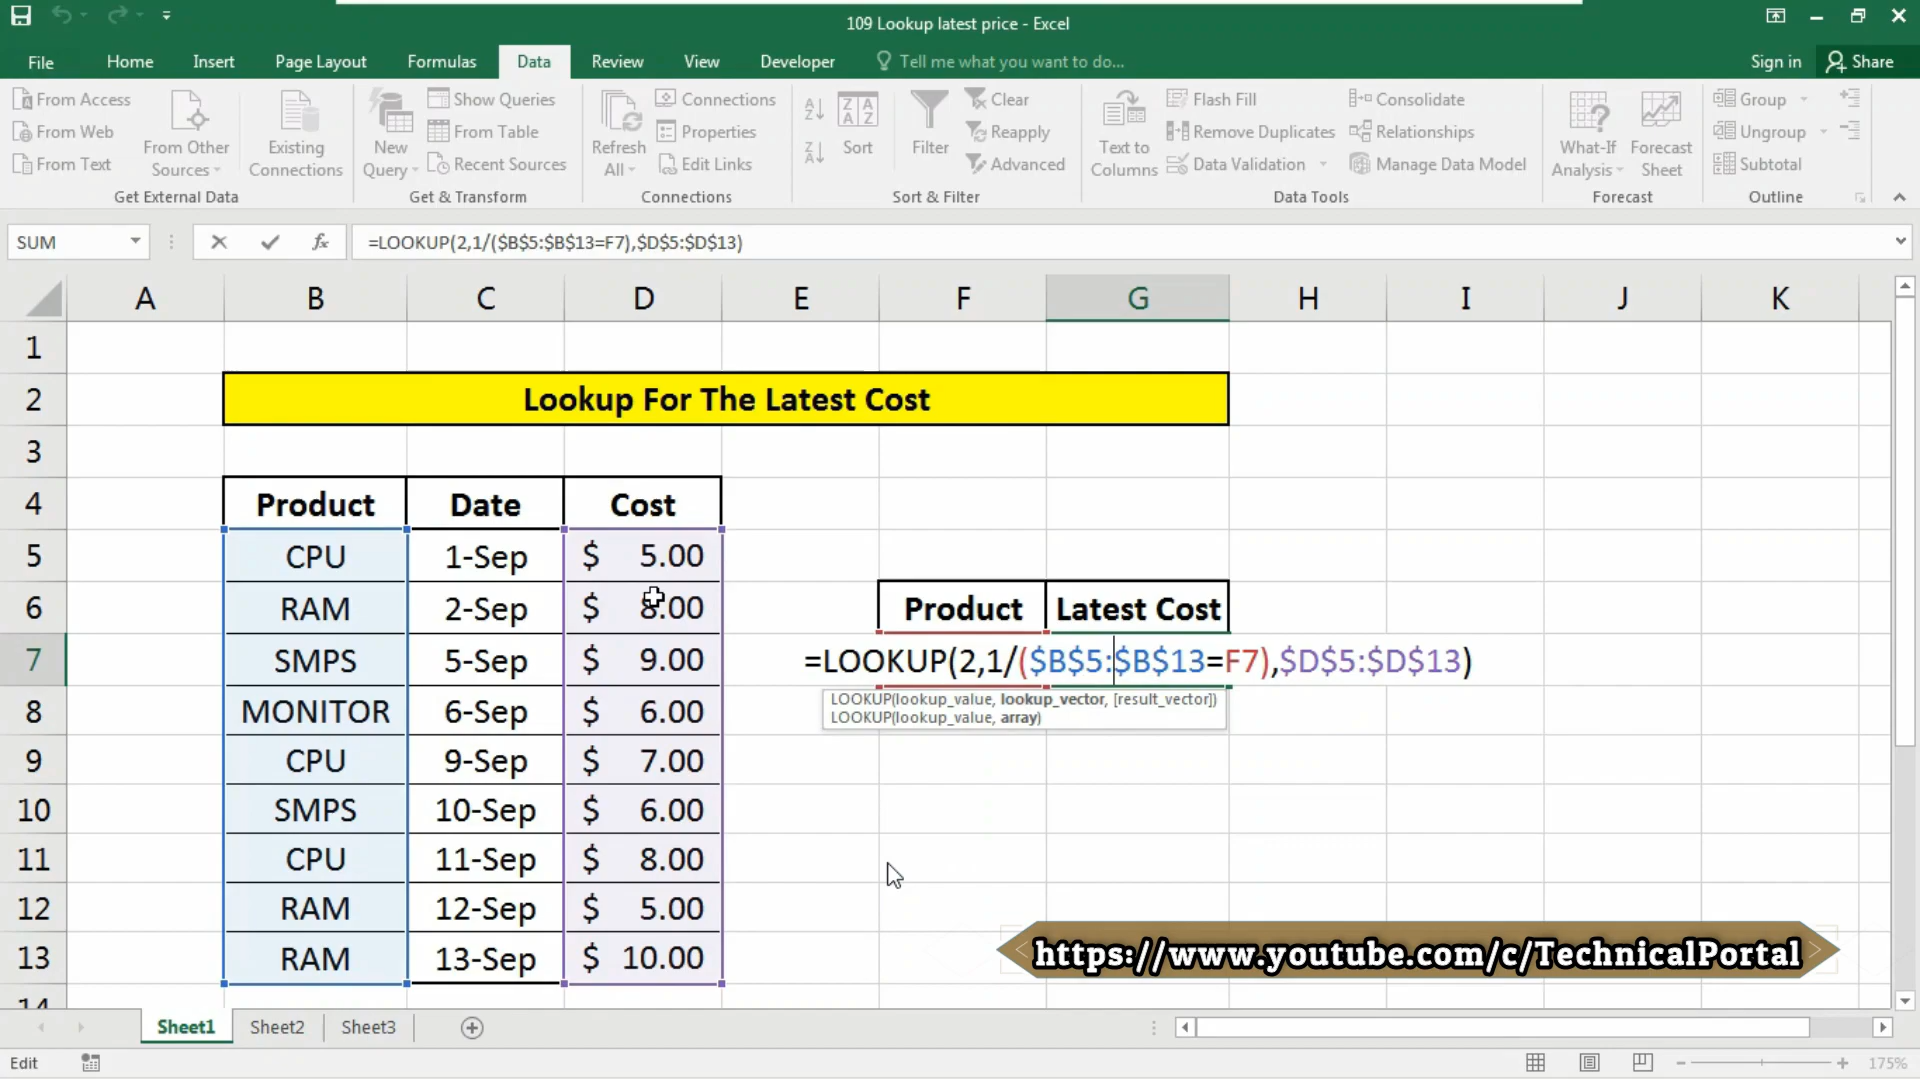 109 Lookup latest price - Excel
File Home Insert Page Layout Formulas Data Review View Developer Tell me what you want to do... Sign in Share
From Access
From Web
From Text
From Other Sources
Existing Connections
Get External Data
New Query
Show Queries
From Table
Recent Sources
Get & Transform
Refresh All
Connections
Properties
Edit Links
Connections
Sort
Filter
Clear
Reapply
Advanced
Sort & Filter
Text to Columns
Flash Fill
Remove Duplicates
Data Validation
Consolidate
Relationships
Manage Data Model
Data Tools
What-If Analysis
Forecast Sheet
Forecast
Group
Ungroup
Subtotal
Outline
SUM fx =LOOKUP(2,1/($B$5:$B$13=F7),$D$5:$D$13)
A B C D E F G H I J K
1
2 Lookup For The Latest Cost
3
4 Product Date Cost
5 CPU 1-Sep $ 5.00
6 RAM 2-Sep $ 8.00 Product Latest Cost
7 SMPS 5-Sep $ 9.00 =LOOKUP(2,1/($B$5:$B$13=F7),$D$5:$D$13)
LOOKUP(lookup_value, lookup_vector, [result_vector])
LOOKUP(lookup_value, array)
8 MONITOR 6-Sep $ 6.00
9 CPU 9-Sep $ 7.00
10 SMPS 10-Sep $ 6.00
11 CPU 11-Sep $ 8.00
12 RAM 12-Sep $ 5.00
13 RAM 13-Sep $ 10.00
https://www.youtube.com/c/TechnicalPortal
14
Sheet1 Sheet2 Sheet3
Edit 175%